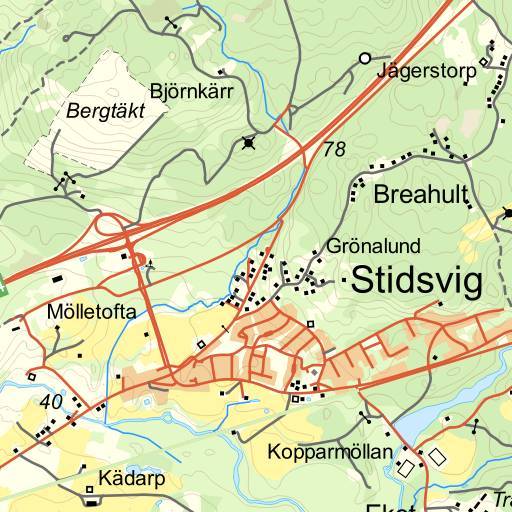 Jägerstorp
Björnkärr
Bergtäkt
78
Breahult
Grönalund
Stidsvig
Mölletofta
40
Kopparmöllan
Kädarp